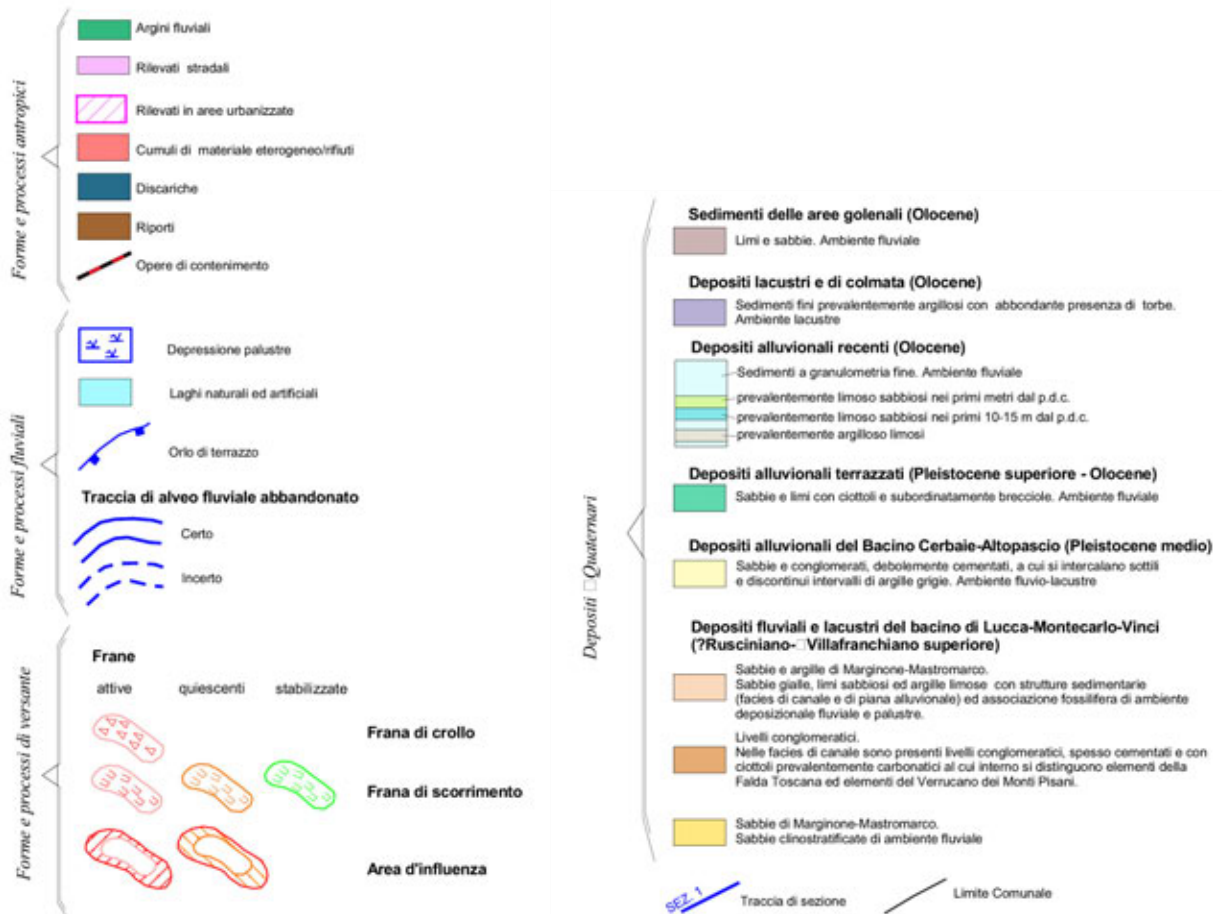 Forme e processi antropici
Argini fluviali
Rilevati stradali
Rilevati in aree urbanizzate
Cumuli di materiale eterogeneo/rifiuti
Discariche
Riporti
Opere di contenimento
Forme e processi fluviali
Depressione palustre
Laghi naturali ed artificiali
Orlo di terrazzo
Traccia di alveo fluviale abbandonato
Certo
Incerto
Forme e processi di versante
Frane
attive quiescenti stabilizzate
Frana di crollo
Frana di scorrimento
Area d'influenza
Depositi □Quaternari
Sedimenti delle aree golenali (Olocene)
Limi e sabbie. Ambiente fluviale
Depositi lacustri e di colmata (Olocene)
Sedimenti fini prevalentemente argillosi con abbondante presenza di torbe.
Ambiente lacustre
Depositi alluvionali recenti (Olocene)
Sedimenti a granulometria fine. Ambiente fluviale
prevalentemente limoso sabbiosi nei primi metri dal p.d.c.
prevalentemente limoso sabbiosi nei primi 10-15 m dal p.d.c.
prevalentemente argilloso limosi
Depositi alluvionali terrazzati (Pleistocene superiore - Olocene)
Sabbie e limi con ciottoli e subordinatamente brecciole. Ambiente fluviale
Depositi alluvionali del Bacino Cerbaie-Altopascio (Pleistocene medio)
Sabbie e conglomerati, debolmente cementati, a cui si intercalano sottili
e discontinui intervalli di argille grigie. Ambiente fluvio-lacustre
Depositi fluviali e lacustri del bacino di Lucca-Montecarlo-Vinci
(?Rusciniano-□Villafranchiano superiore)
Sabbie e argille di Marginone-Mastromarco.
Sabbie gialle, limi sabbiosi ed argille limose con strutture sedimentarie
(facies di canale e di piana alluvionale) ed associazione fossilifera di ambiente
deposizionale fluviale e palustre.
Livelli conglomeratici.
Nelle facies di canale sono presenti livelli conglomeratici, spesso cementati e con
ciottoli prevalentemente carbonatici al cui interno si distinguono elementi della
Falda Toscana ed elementi del Verrucano dei Monti Pisani.
Sabbie di Marginone-Mastromarco.
Sabbie clinostratificate di ambiente fluviale
SEZ. 1 Traccia di sezione
Limite Comunale